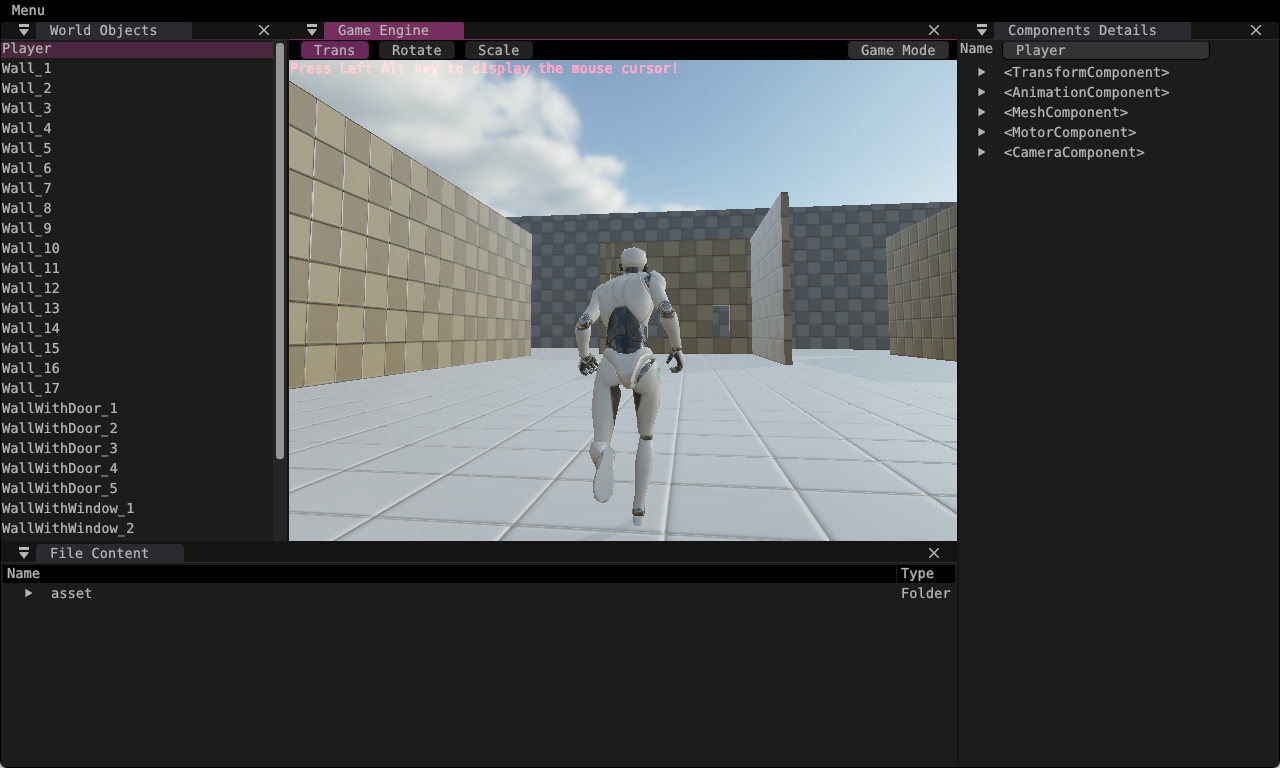 Menu
World Objects
Player
Wall_1
Wall_2
Wall_3
Wall_4
Wall_5
Wall_6
Wall_7
Wall_8
Wall_9
Wall_10
Wall_11
Wall_12
Wall_13
Wall_14
Wall_15
Wall_16
Wall_17
WallWithDoor_1
WallWithDoor_2
WallWithDoor_3
WallWithDoor_4
WallWithDoor_5
WallWithWindow_1
WallWithWindow_2
Game Engine
Trans Rotate Scale Game Mode
Press Left Alt key to display the mouse cursor!
Components Details
Name Player
<TransformComponent>
<AnimationComponent>
<MeshComponent>
<MotorComponent>
<CameraComponent>
File Content
Name Type
asset Folder